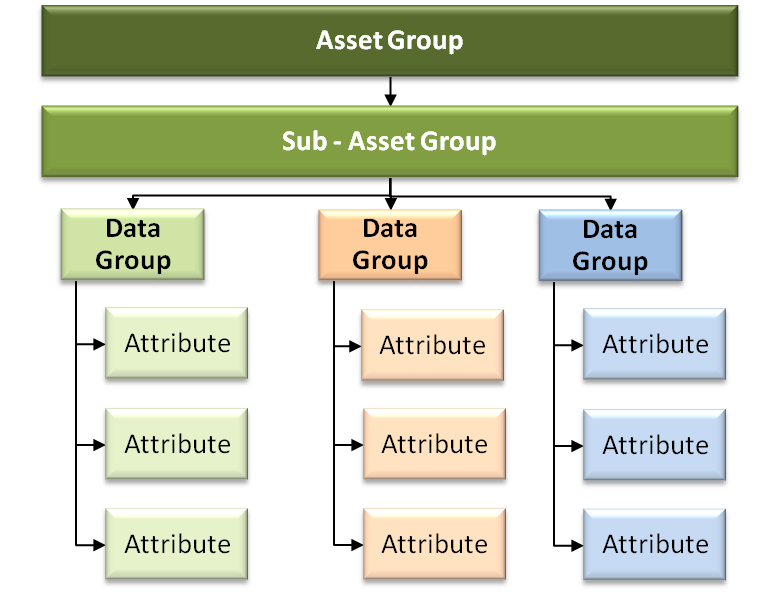 Asset Group
Sub - Asset Group
Data
Group
Attribute
Attribute
Attribute
Data
Group
Attribute
Attribute
Attribute
Data
Group
Attribute
Attribute
Attribute